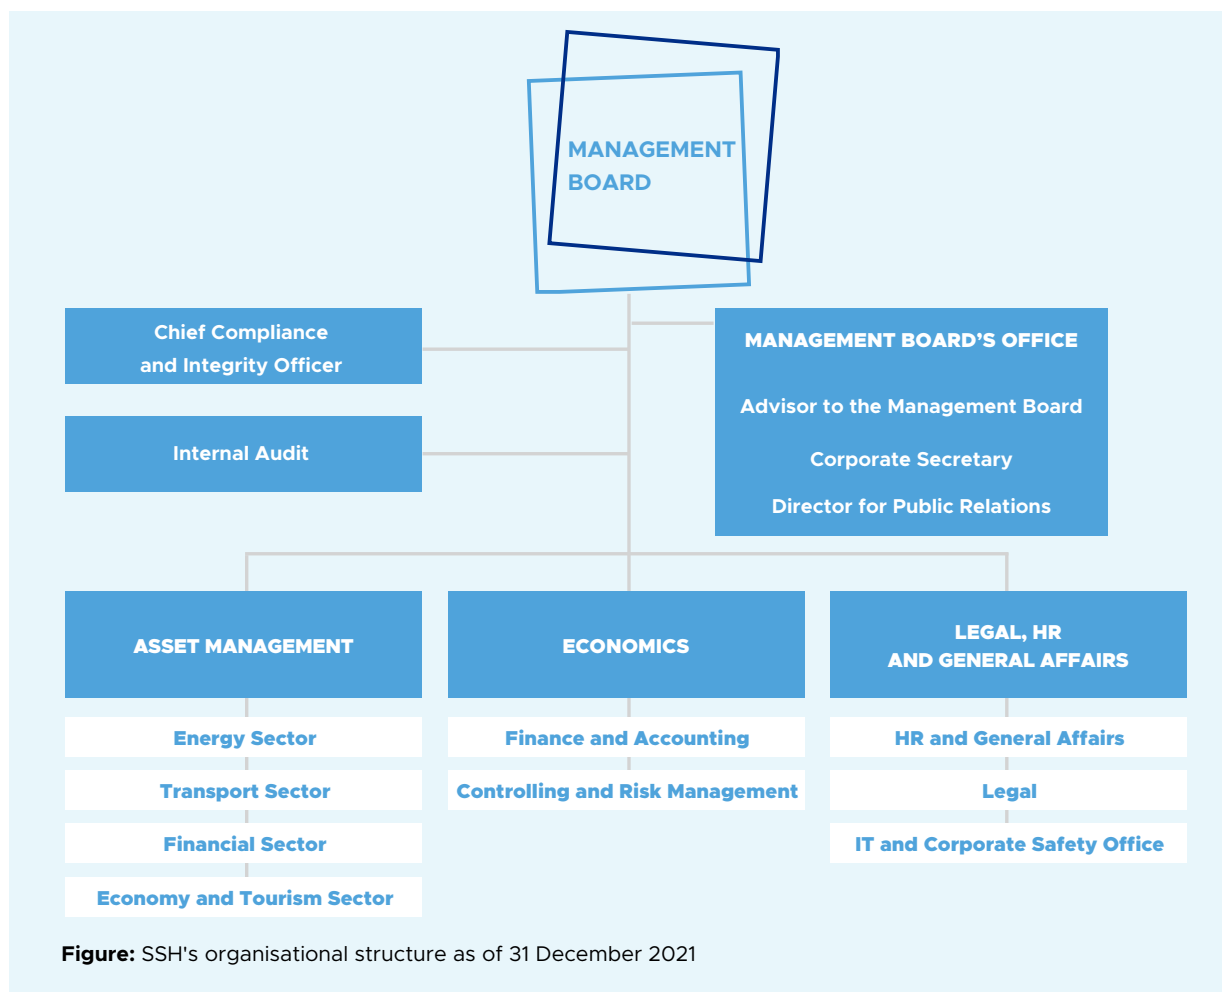 MANAGEMENT
BOARD
Chief Compliance
and Integrity Officer
Internal Audit
MANAGEMENT BOARD’S OFFICE
Advisor to the Management Board
Corporate Secretary
Director for Public Relations
ASSET MANAGEMENT
Energy Sector
Transport Sector
Financial Sector
Economy and Tourism Sector
ECONOMICS
Finance and Accounting
Controlling and Risk Management
LEGAL, HR
AND GENERAL AFFAIRS
HR and General Affairs
Legal
IT and Corporate Safety Office
Figure: SSH's organisational structure as of 31 December 2021